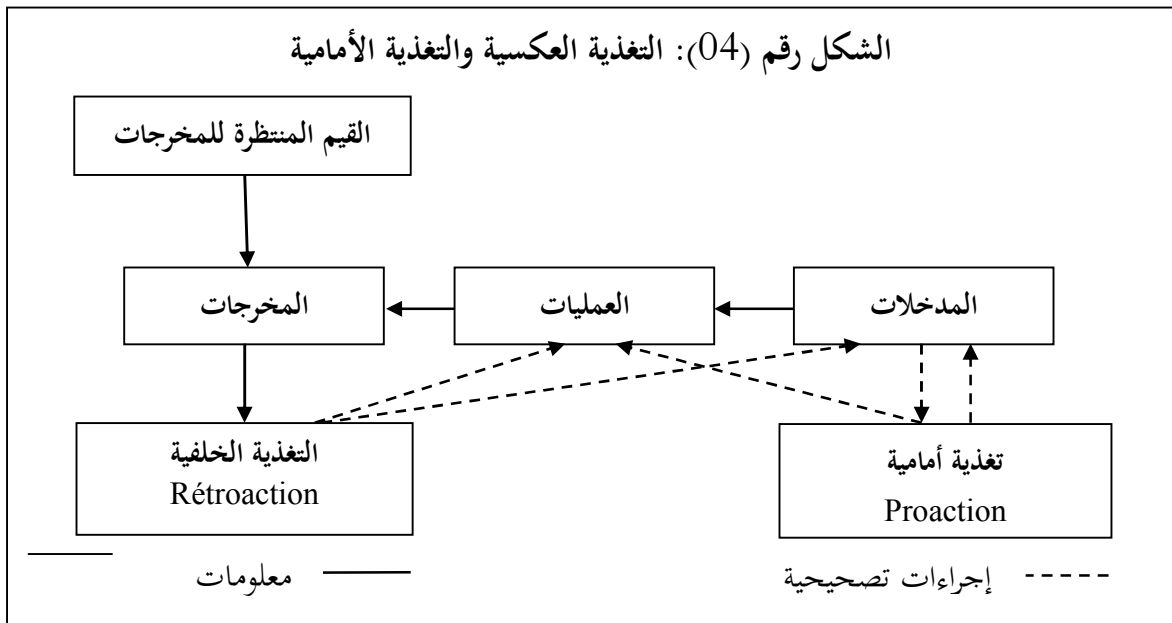 الشكل رقم (04): التغذية العكسية والتغذية الأمامية
القيم المنتظرة للمخرجات
المدخلات
العمليات
المخرجات
تغذية أمامية
Proaction
التغذية الخلفية
Rétroaction
إجراءات تصحيحية
معلومات